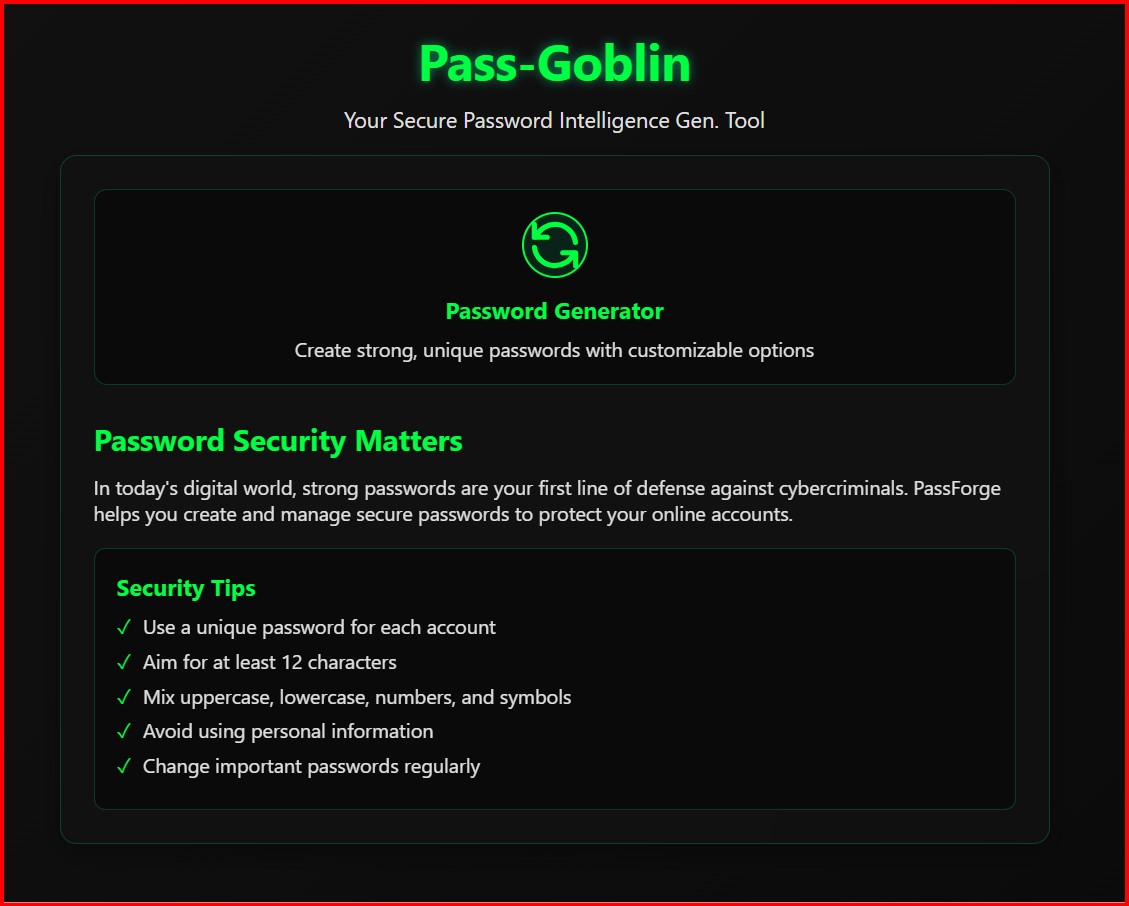 Pass-Goblin
Your Secure Password Intelligence Gen. Tool
Password Generator
Create strong, unique passwords with customizable options
Password Security Matters
In today's digital world, strong passwords are your first line of defense against cybercriminals. PassForge
helps you create and manage secure passwords to protect your online accounts.
Security Tips
✓ Use a unique password for each account
✓ Aim for at least 12 characters
✓ Mix uppercase, lowercase, numbers, and symbols
✓ Avoid using personal information
✓ Change important passwords regularly